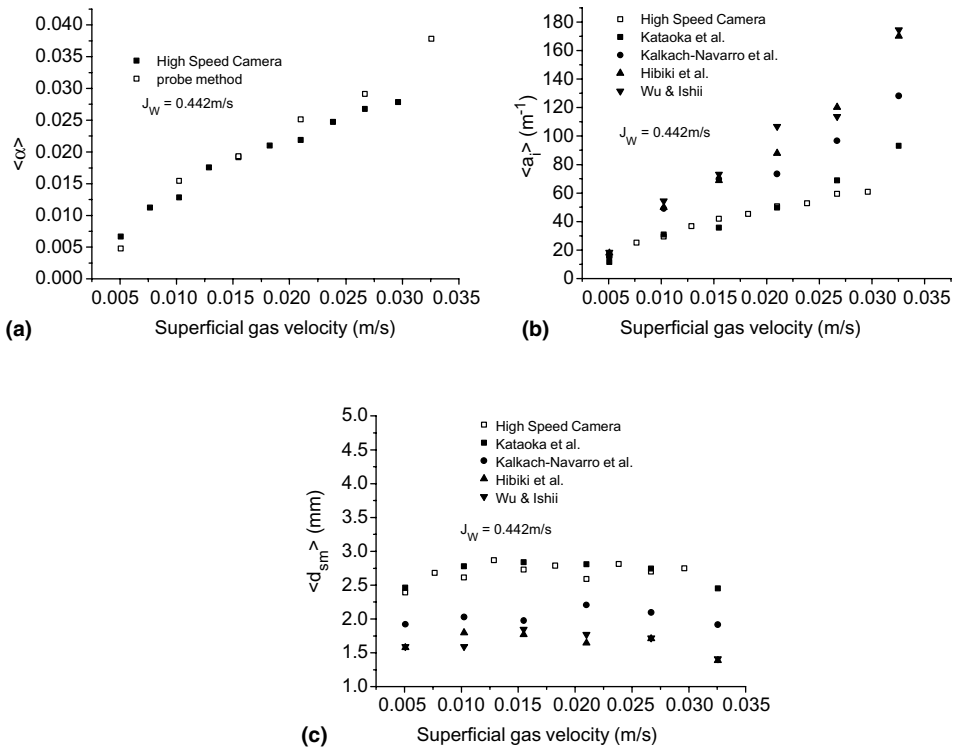 0.040
0.035
0.030
0.025
0.020
0.015
0.010
0.005
0.000
<α>
High Speed Camera
probe method
J_W = 0.442m/s
0.005 0.010 0.015 0.020 0.025 0.030 0.035
Superficial gas velocity (m/s)
(a)
180
160
140
120
100
80
60
40
20
0
<a_i> (m^-1)
High Speed Camera
Kataoka et al.
Kalkach-Navarro et al.
Hibiki et al.
Wu & Ishii
J_W = 0.442m/s
0.005 0.010 0.015 0.020 0.025 0.030 0.035
Superficial gas velocity (m/s)
(b)
5.0
4.5
4.0
3.5
3.0
2.5
2.0
1.5
1.0
<d_sm> (mm)
High Speed Camera
Kataoka et al.
Kalkach-Navarro et al.
Hibiki et al.
Wu & Ishii
J_W = 0.442m/s
0.005 0.010 0.015 0.020 0.025 0.030 0.035
Superficial gas velocity (m/s)
(c)